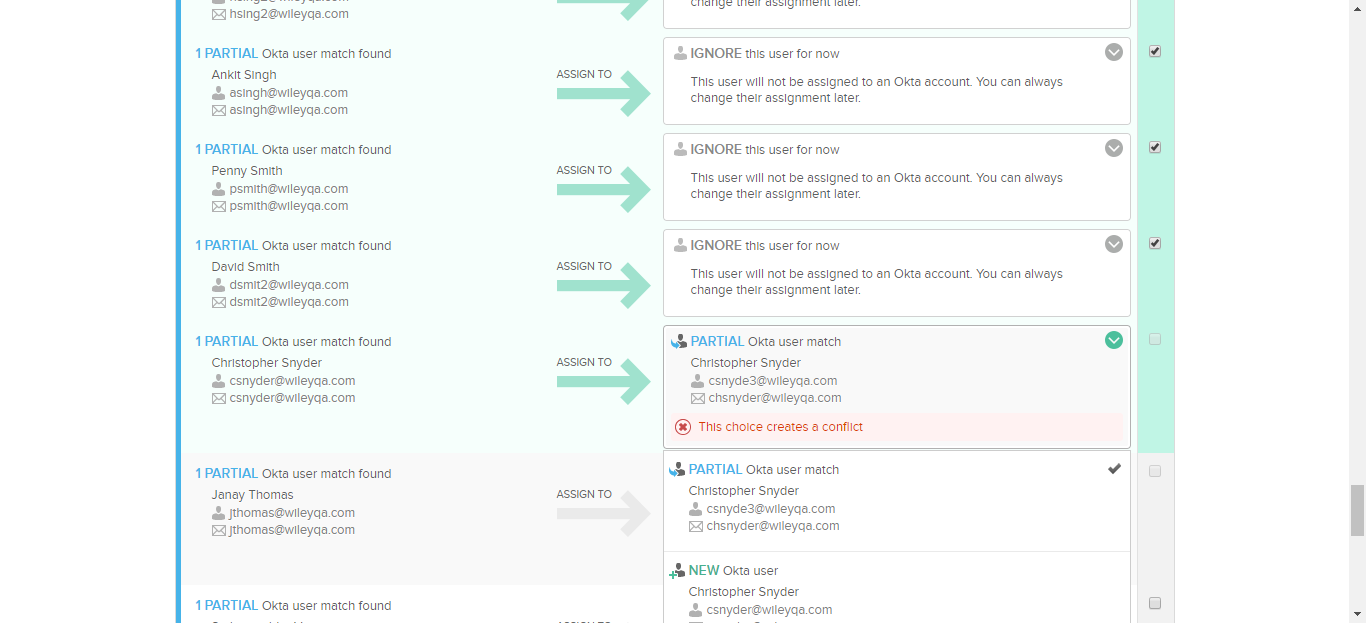 hsing2@wileyqa.com
change their assignment later.
1 PARTIAL Okta user match found
Ankit Singh
asingh@wileyqa.com
asingh@wileyqa.com
ASSIGN TO
IGNORE this user for now
This user will not be assigned to an Okta account. You can always
change their assignment later.
1 PARTIAL Okta user match found
Penny Smith
psmith@wileyqa.com
psmith@wileyqa.com
ASSIGN TO
IGNORE this user for now
This user will not be assigned to an Okta account. You can always
change their assignment later.
1 PARTIAL Okta user match found
David Smith
dsmit2@wileyqa.com
dsmit2@wileyqa.com
ASSIGN TO
IGNORE this user for now
This user will not be assigned to an Okta account. You can always
change their assignment later.
1 PARTIAL Okta user match found
Christopher Snyder
csnyder@wileyqa.com
csnyder@wileyqa.com
ASSIGN TO
PARTIAL Okta user match
Christopher Snyder
csnyde3@wileyqa.com
chsnyder@wileyqa.com
This choice creates a conflict
1 PARTIAL Okta user match found
Janay Thomas
jthomas@wileyqa.com
jthomas@wileyqa.com
ASSIGN TO
PARTIAL Okta user match
Christopher Snyder
csnyde3@wileyqa.com
chsnyder@wileyqa.com
NEW Okta user
Christopher Snyder
csnyder@wileyqa.com
1 PARTIAL Okta user match found